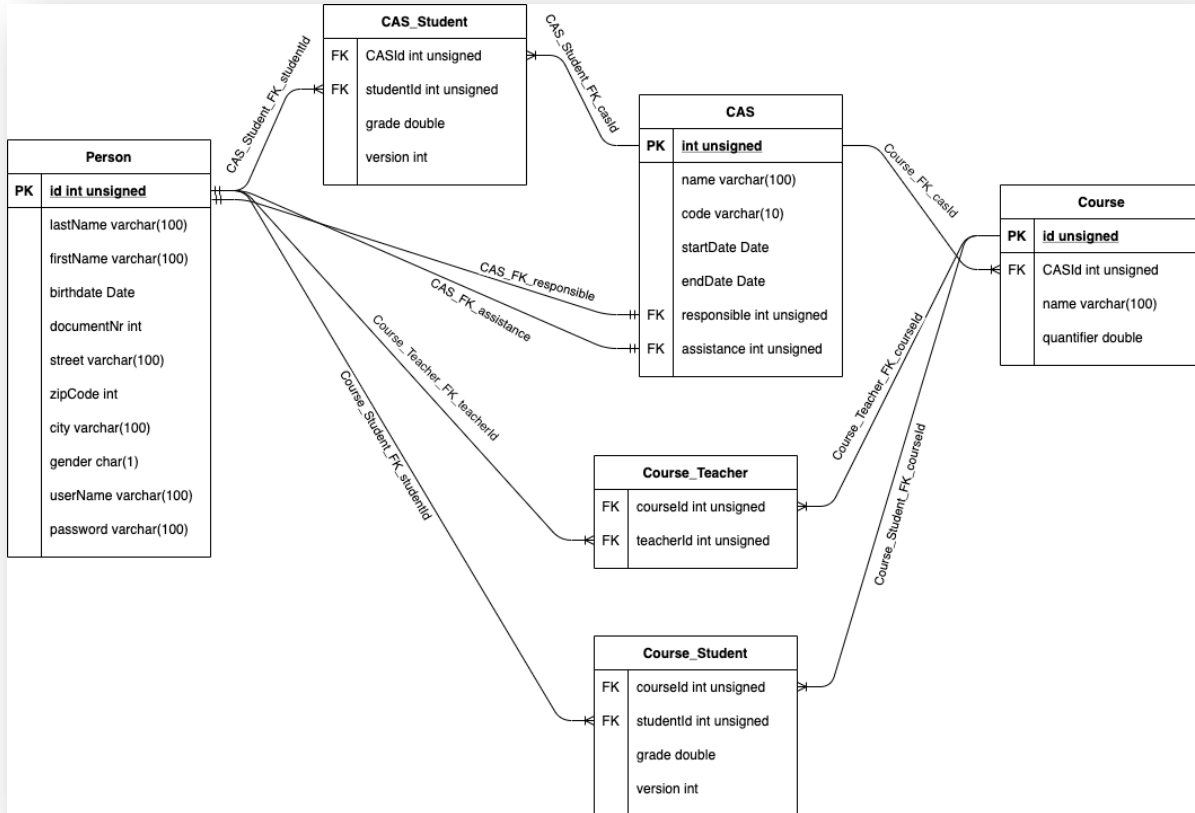 CAS_Student
FK CASId int unsigned
FK studentId int unsigned
grade double
version int
CAS_Student_FK_studentId
CAS_Student_FK_casId
Person
PK id int unsigned
lastName varchar(100)
firstName varchar(100)
birthdate Date
documentNr int
street varchar(100)
zipCode int
city varchar(100)
gender char(1)
userName varchar(100)
password varchar(100)
CAS
PK int unsigned
name varchar(100)
code varchar(10)
startDate Date
endDate Date
FK responsible int unsigned
FK assistance int unsigned
Course_FK_casId
Course
PK id unsigned
FK CASId int unsigned
name varchar(100)
quantifier double
CAS_FK_responsible
CAS_FK_assistance
Course_Teacher_FK_teacherId
Course_Student_FK_studentId
Course_Teacher_FK_courseId
Course_Student_FK_courseId
Course_Teacher
FK courseId int unsigned
FK teacherId int unsigned
Course_Student
FK courseId int unsigned
FK studentId int unsigned
grade double
version int